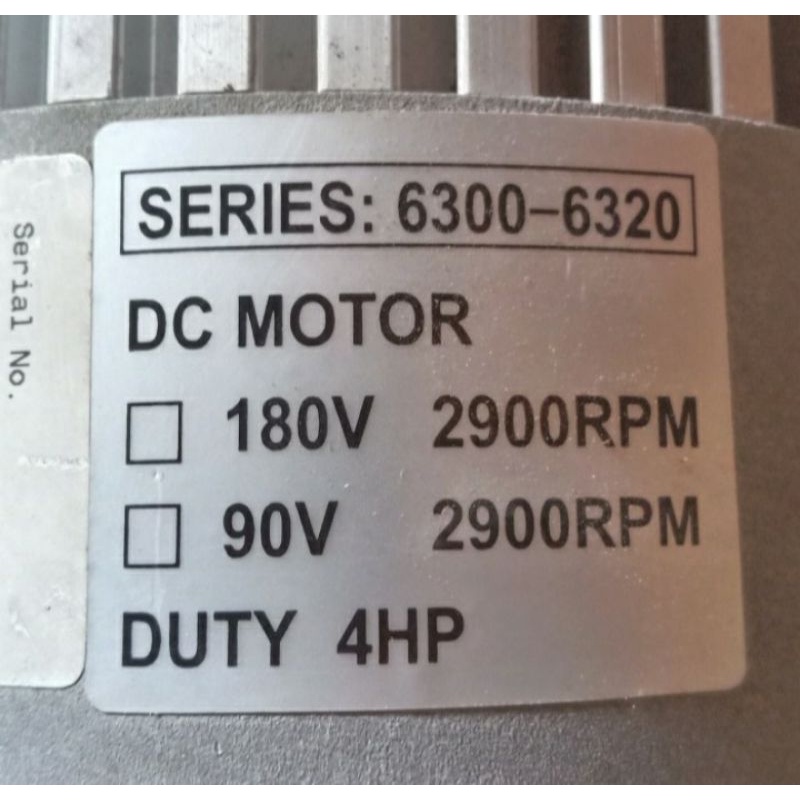 SERIES: 6300-6320
DC MOTOR
180V 2900RPM
90V 2900RPM
DUTY 4HP
Serial No.